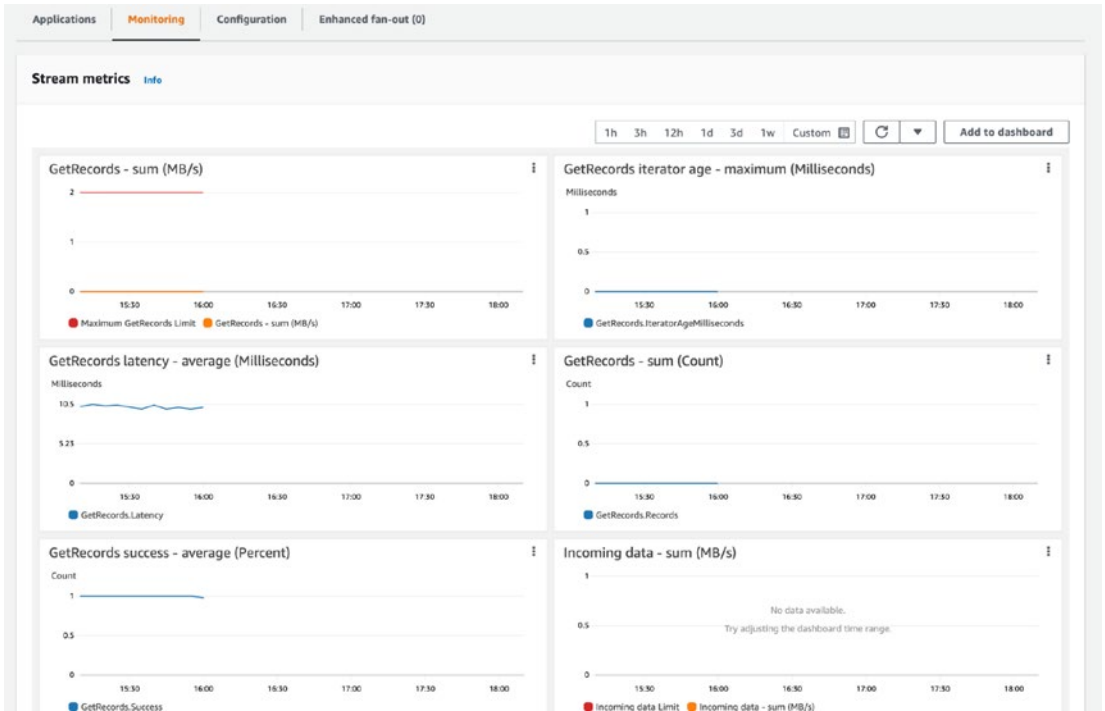 Applications Monitoring Configuration Enhanced fan-out (0)
Stream metrics Info
1h 3h 12h 1d 3d 1w Custom Add to dashboard
GetRecords - sum (MB/s)
2
1
0
15:30 16:00 16:30 17:00 17:30 18:00
Maximum GetRecords Limit GetRecords - sum (MB/s)
GetRecords iterator age - maximum (Milliseconds)
Milliseconds
1
0.5
0
15:30 16:00 16:30 17:00 17:30 18:00
GetRecords.IteratorAgeMilliseconds
GetRecords latency - average (Milliseconds)
Milliseconds
10.5
5.23
0
15:30 16:00 16:30 17:00 17:30 18:00
GetRecords.Latency
GetRecords - sum (Count)
Count
1
0.5
0
15:30 16:00 16:30 17:00 17:30 18:00
GetRecords.Records
GetRecords success - average (Percent)
Count
1
0.5
0
15:30 16:00 16:30 17:00 17:30 18:00
GetRecords.Success
Incoming data - sum (MB/s)
1
No data available.
0.5
Try adjusting the dashboard time range.
0
15:30 16:00 16:30 17:00 17:30 18:00
Incoming data Limit Incoming data - sum (MB/s)